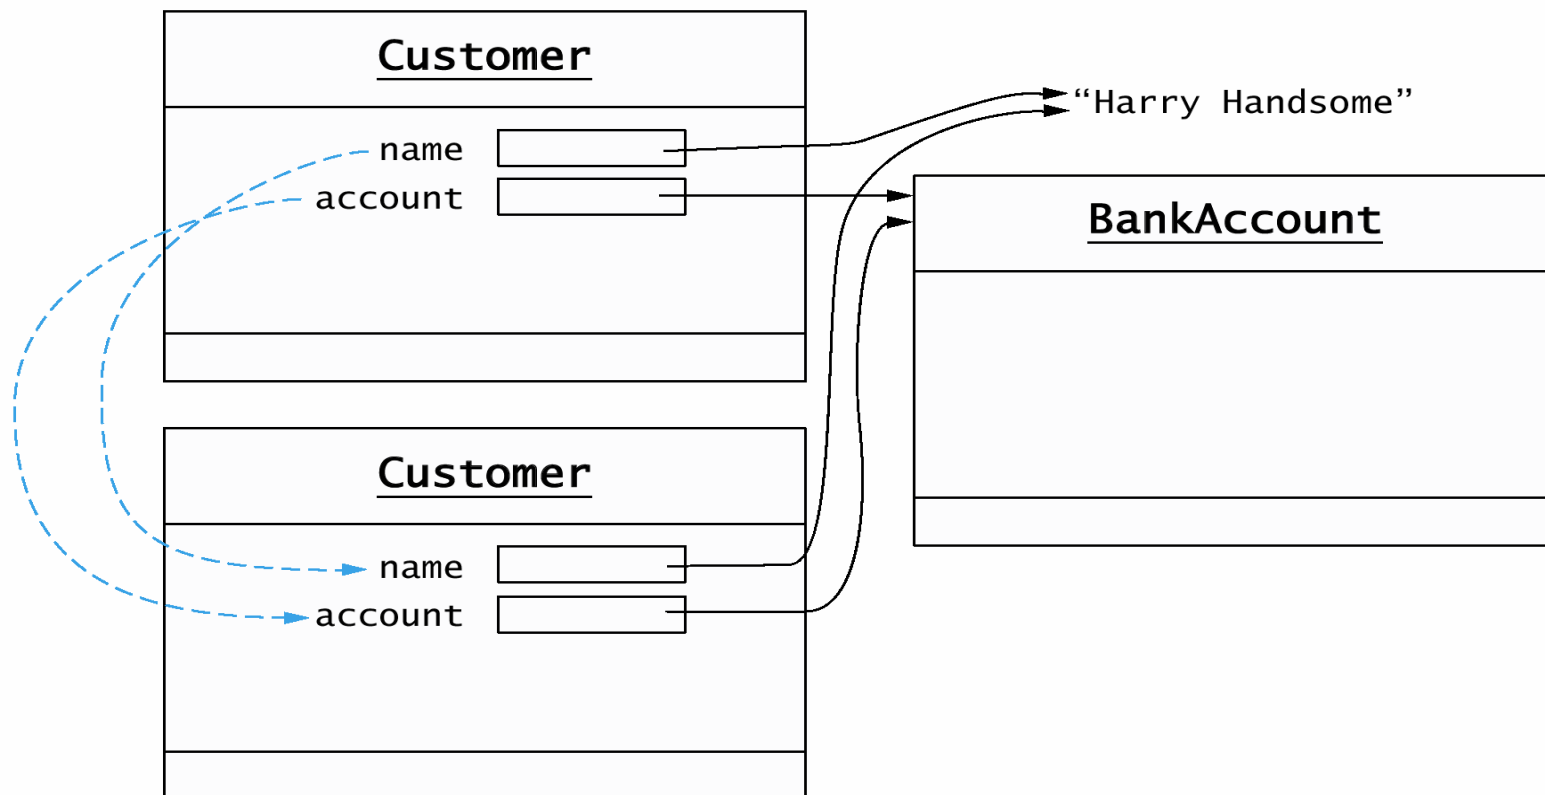 Customer
name
account
"Harry Handsome"
BankAccount
Customer
name
account